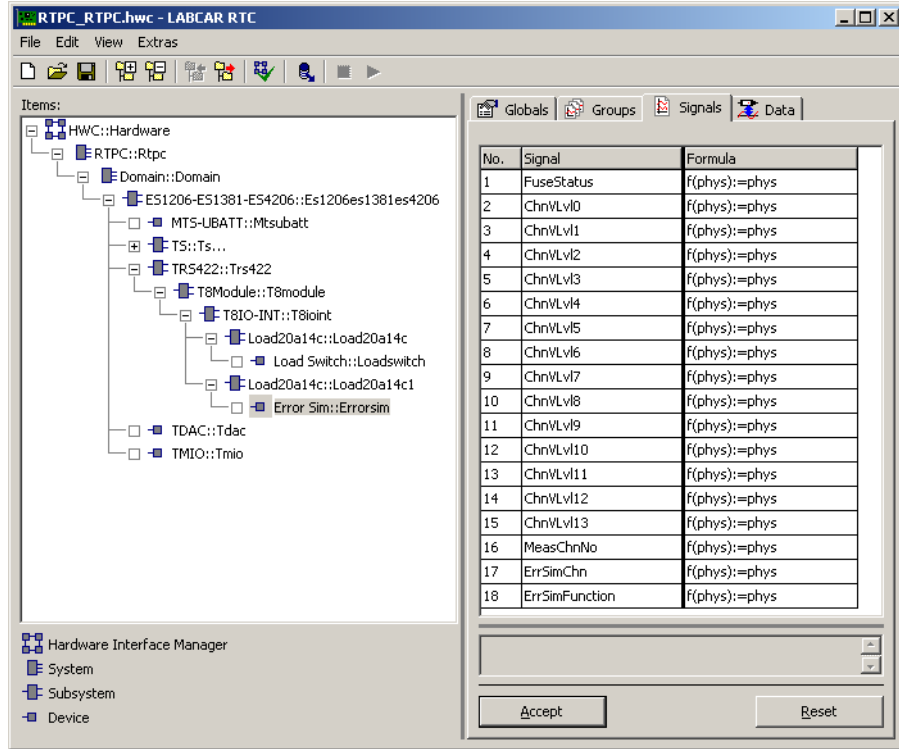 RTPC_RTPC.hwc - LABCAR RTC
File Edit View Extras
Items:
HWC::Hardware
RTPC::Rtpc
Domain::Domain
ES1206-ES1381-ES4206::Es1206es1381es4206
MTS-UBATT::Mtsubatt
TS::Ts...
TRS422::Trs422
T8Module::T8module
T8IO-INT::T8ioint
Load20a14c::Load20a14c
Load Switch::Loadswitch
Load20a14c::Load20a14c1
Error Sim::Errorsim
TDAC::Tdac
TMIO::Tmio
Hardware Interface Manager
System
Subsystem
Device
Globals Groups Signals Data
No. Signal Formula
1 FuseStatus f(phys):=phys
2 ChnVLvl0 f(phys):=phys
3 ChnVLvl1 f(phys):=phys
4 ChnVLvl2 f(phys):=phys
5 ChnVLvl3 f(phys):=phys
6 ChnVLvl4 f(phys):=phys
7 ChnVLvl5 f(phys):=phys
8 ChnVLvl6 f(phys):=phys
9 ChnVLvl7 f(phys):=phys
10 ChnVLvl8 f(phys):=phys
11 ChnVLvl9 f(phys):=phys
12 ChnVLvl10 f(phys):=phys
13 ChnVLvl11 f(phys):=phys
14 ChnVLvl12 f(phys):=phys
15 ChnVLvl13 f(phys):=phys
16 MeasChnNo f(phys):=phys
17 ErrSimChn f(phys):=phys
18 ErrSimFunction f(phys):=phys
Accept Reset